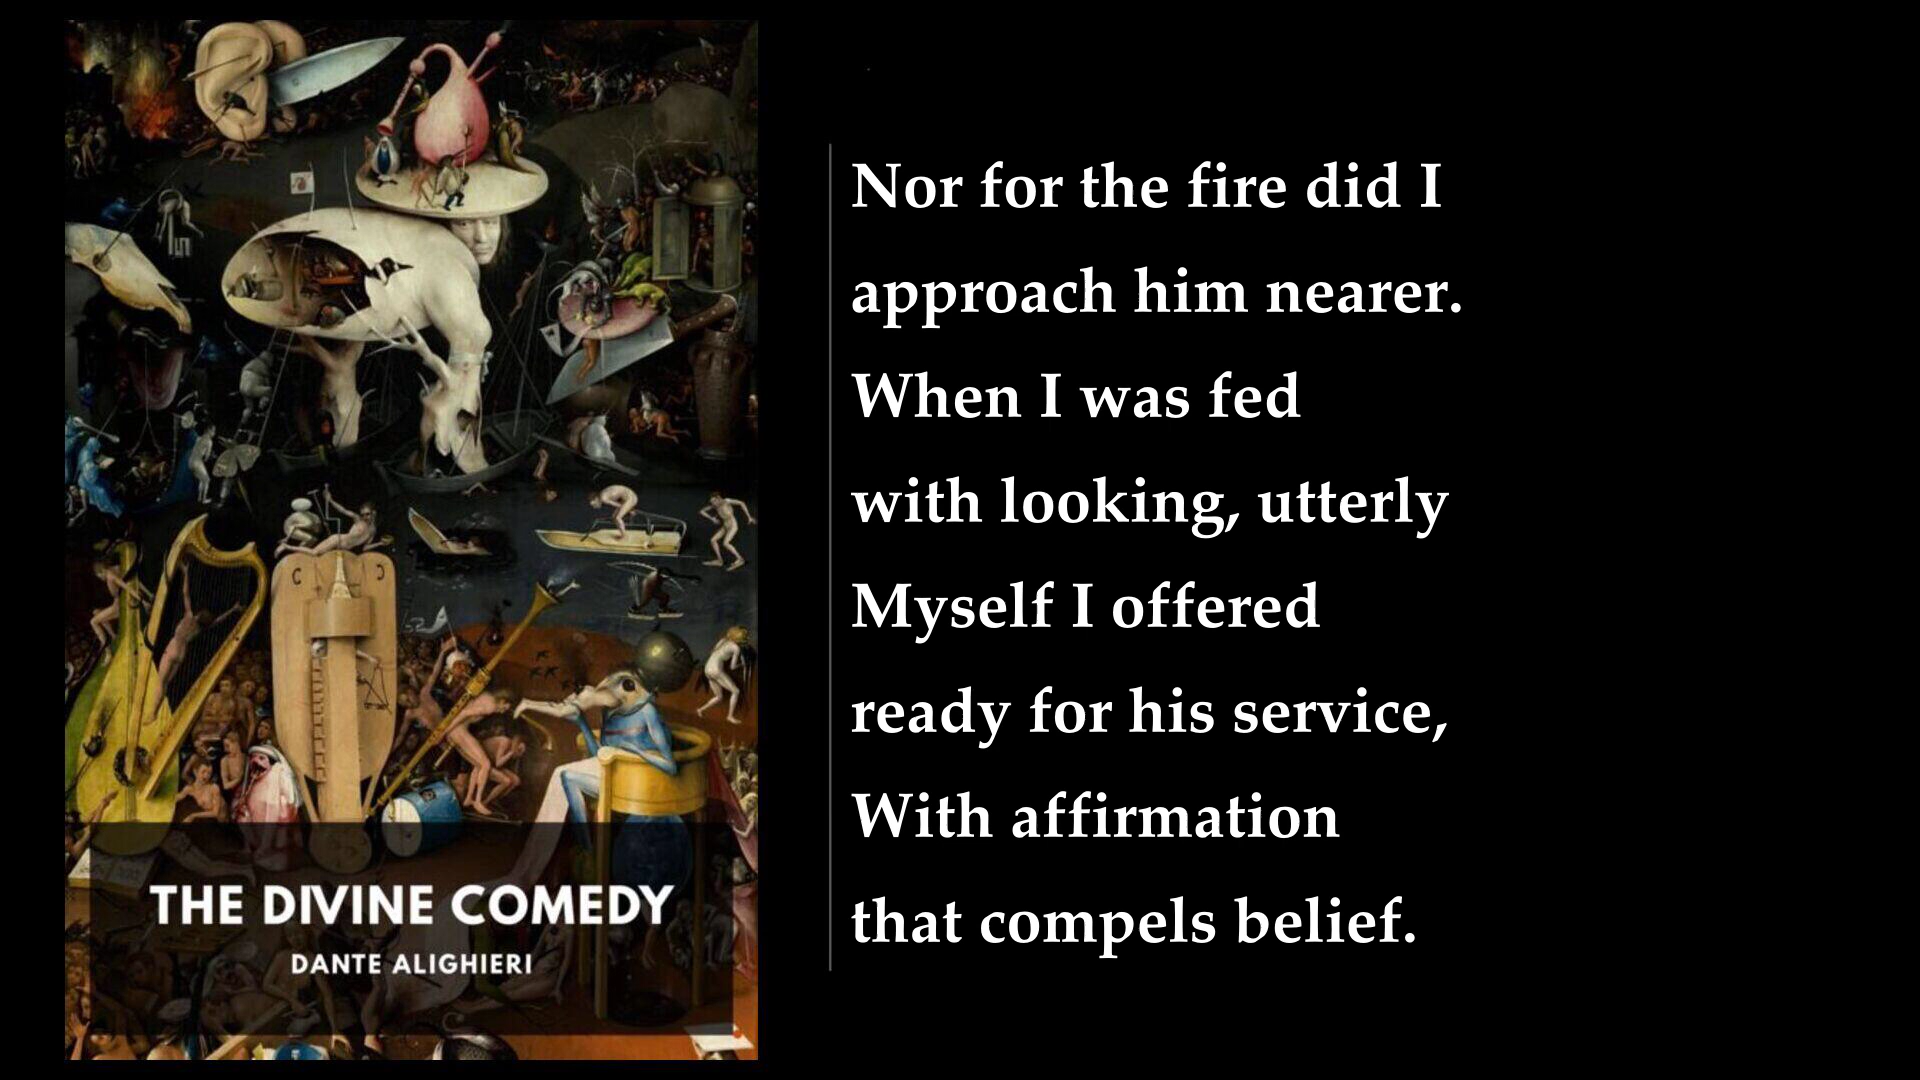 THE DIVINE COMEDY
DANTE ALIGHIERI
Nor for the fire did I
approach him nearer.
When I was fed
with looking, utterly
Myself I offered
ready for his service,
With affirmation
that compels belief.